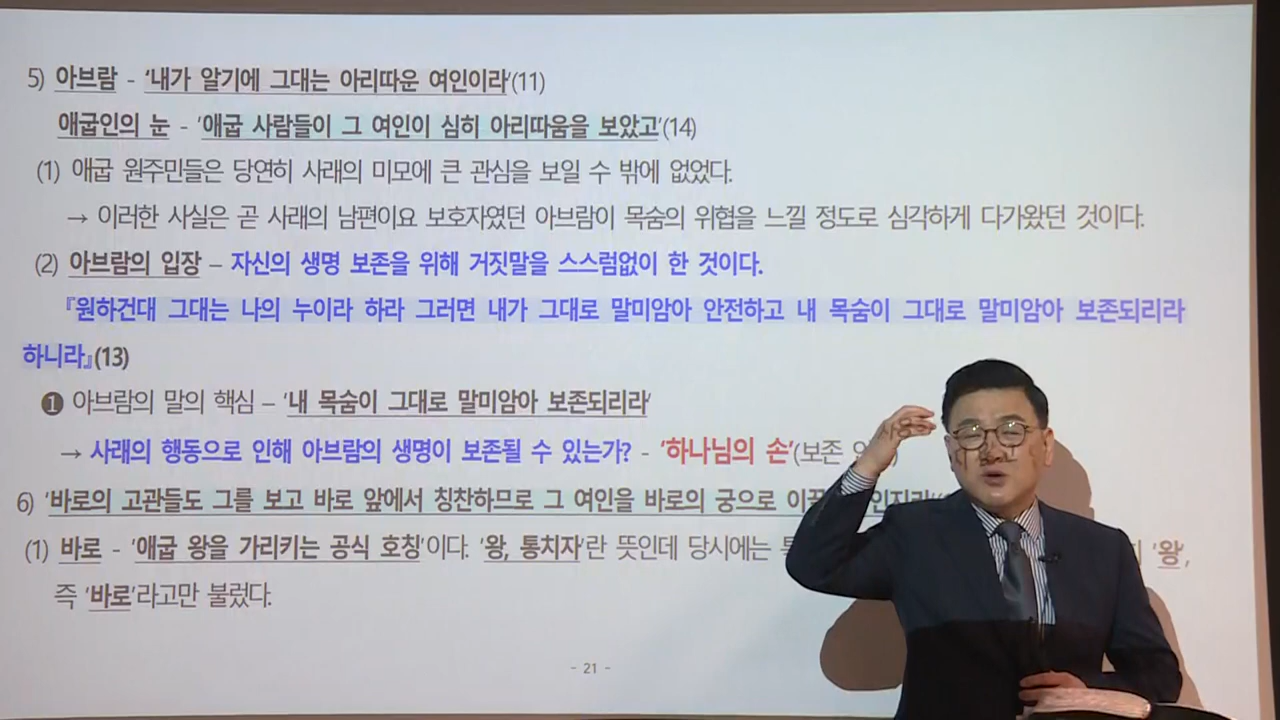 5) 아브람 - '내가 알기에 그대는 아리따운 여인이라'(11)
애굽인의 눈 - '애굽 사람들이 그 여인이 심히 아리따움을 보았고'(14)
(1) 애굽 원주민들은 당연히 사래의 미모에 큰 관심을 보일 수 밖에 없었다.
→ 이러한 사실은 곧 사래의 남편이요 보호자였던 아브람이 목숨의 위협을 느낄 정도로 심각하게 다가왔던 것이다.
(2) 아브람의 입장 – 자신의 생명 보존을 위해 거짓말을 스스럼없이 한 것이다.
『원하건대 그대는 나의 누이라 하라 그러면 내가 그대로 말미암아 안전하고 내 목숨이 그대로 말미암아 보존되리라
하니라』(13)
❶ 아브람의 말의 핵심 – '내 목숨이 그대로 말미암아 보존되리라'
→ 사래의 행동으로 인해 아브람의 생명이 보존될 수 있는가? - '하나님의 손'(보존
6) '바로의 고관들도 그를 보고 바로 앞에서 칭찬하므로 그 여인을 바로의 궁으로
(1) 바로 - '애굽 왕을 가리키는 공식 호칭'이다. '왕, 통치자'란 뜻인데 당시에는 '왕',
즉 '바로'라고만 불렀다.
- 21 -